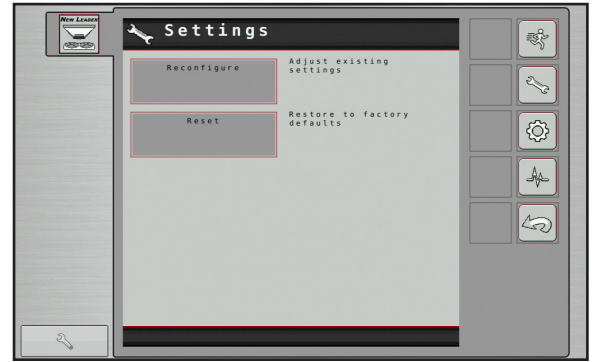 New Leader
Settings
Reconfigure
Adjust existing
settings
Reset
Restore to factory
defaults